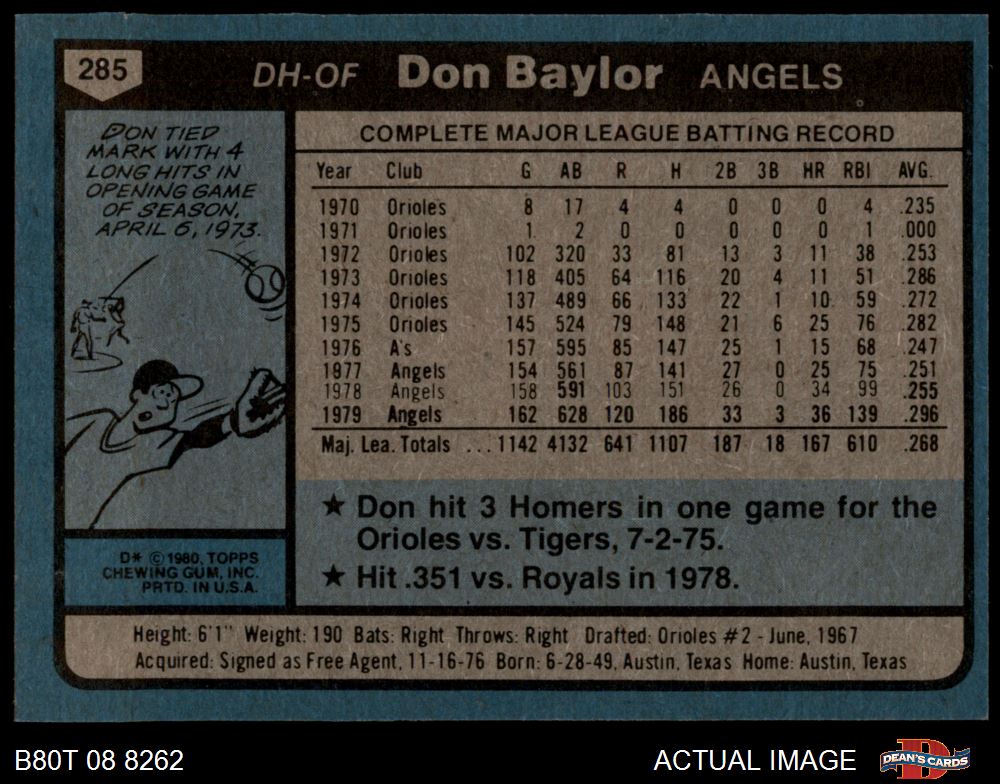 285 DH-OF Don Baylor ANGELS
DON TIED
MARK WITH 4
LONG HITS IN
OPENING GAME
OF SEASON,
APRIL 6, 1973.
D* © 1980, TOPPS
CHEWING GUM, INC.
PRTD. IN U.S.A.
COMPLETE MAJOR LEAGUE BATTING RECORD
Year Club G AB R H 2B 3B HR RBI AVG.
1970 Orioles 8 17 4 4 0 0 0 4 .235
1971 Orioles 1 2 0 0 0 0 0 1 .000
1972 Orioles 102 320 33 81 13 3 11 38 .253
1973 Orioles 118 405 64 116 20 4 11 51 .286
1974 Orioles 137 489 66 133 22 1 10 59 .272
1975 Orioles 145 524 79 148 21 6 25 76 .282
1976 A's 157 595 85 147 25 1 15 68 .247
1977 Angels 154 561 87 141 27 0 25 75 .251
1978 Angels 158 591 103 151 26 0 34 99 .255
1979 Angels 162 628 120 186 33 3 36 139 .296
Maj. Lea. Totals ... 1142 4132 641 1107 187 18 167 610 .268
★ Don hit 3 Homers in one game for the
Orioles vs. Tigers, 7-2-75.
★ Hit .351 vs. Royals in 1978.
Height: 6'1" Weight: 190 Bats: Right Throws: Right Drafted: Orioles #2 - June, 1967
Acquired: Signed as Free Agent, 11-16-76 Born: 6-28-49, Austin, Texas Home: Austin, Texas
B80T 08 8262 ACTUAL IMAGE DEAN'S CARDS